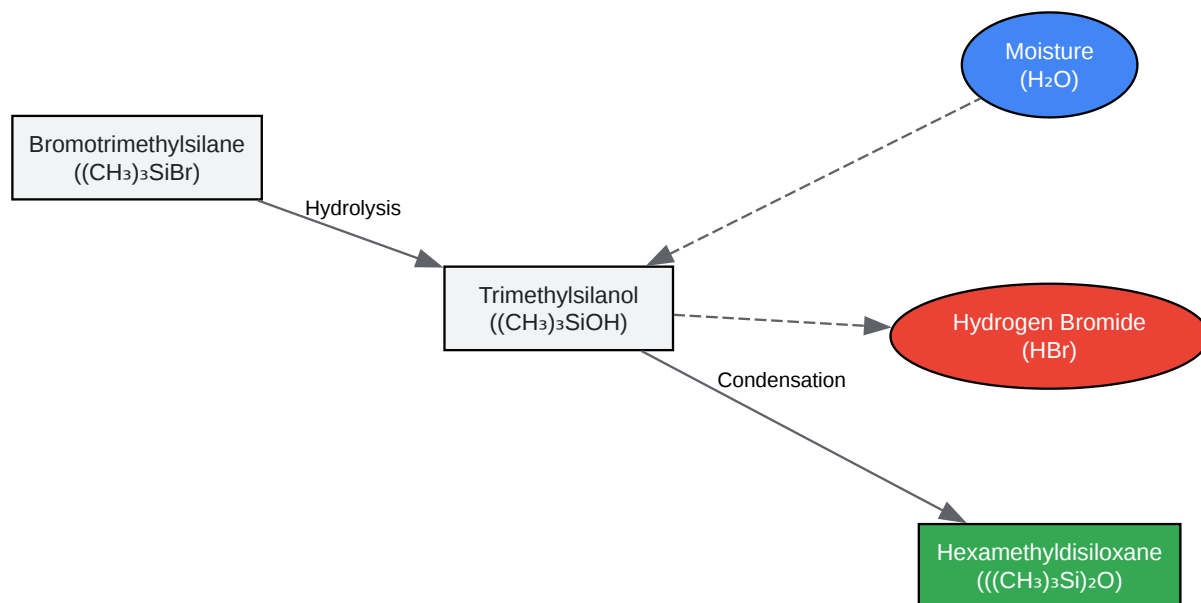 Moisture
(H₂O)
Bromotrimethylsilane
((CH₃)₃SiBr)
Hydrolysis
Trimethylsilanol
((CH₃)₃SiOH)
Hydrogen Bromide
(HBr)
Condensation
Hexamethyldisiloxane
(((CH₃)₃Si)₂O)